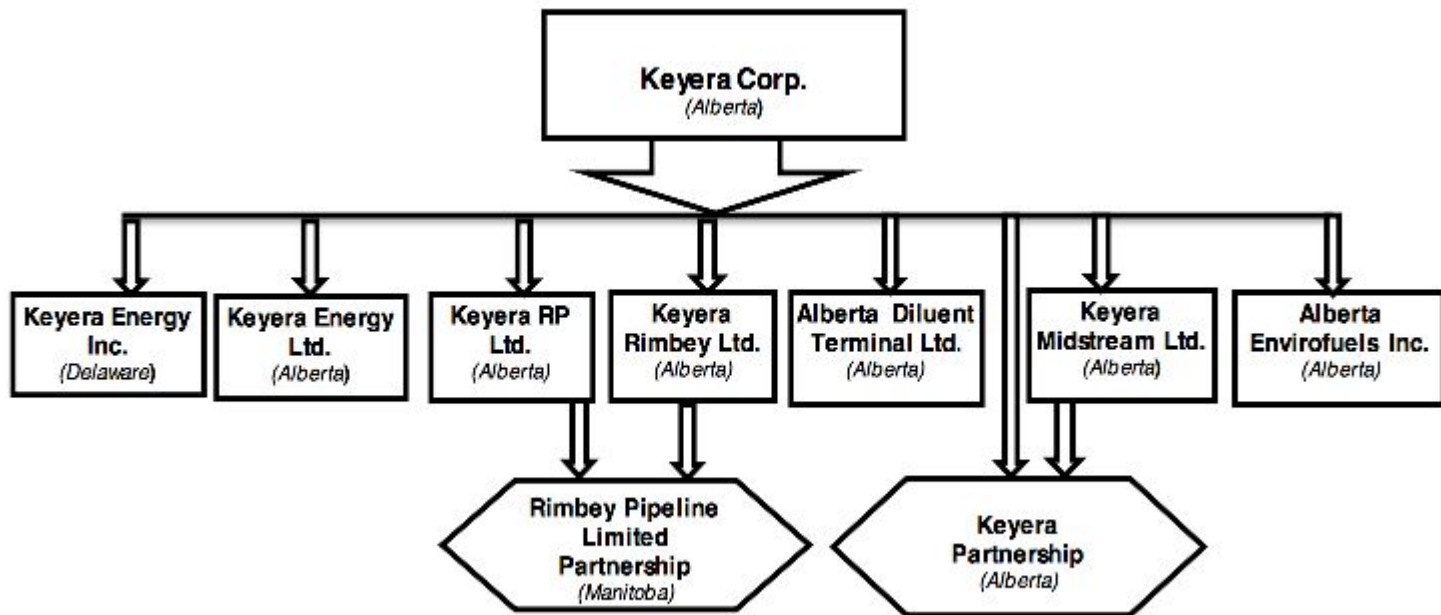 Keyera Corp.
(Alberta)
Keyera Energy
Inc.
(Delaware)
Keyera Energy
Ltd.
(Alberta)
Keyera RP
Ltd.
(Alberta)
Keyera
Rimbey Ltd.
(Alberta)
Alberta Diluent
Terminal Ltd.
(Alberta)
Keyera
Midstream Ltd.
(Alberta)
Alberta
Envirofuels Inc.
(Alberta)
Rimbey Pipeline
Limited
Partnership
(Manitoba)
Keyera
Partnership
(Alberta)